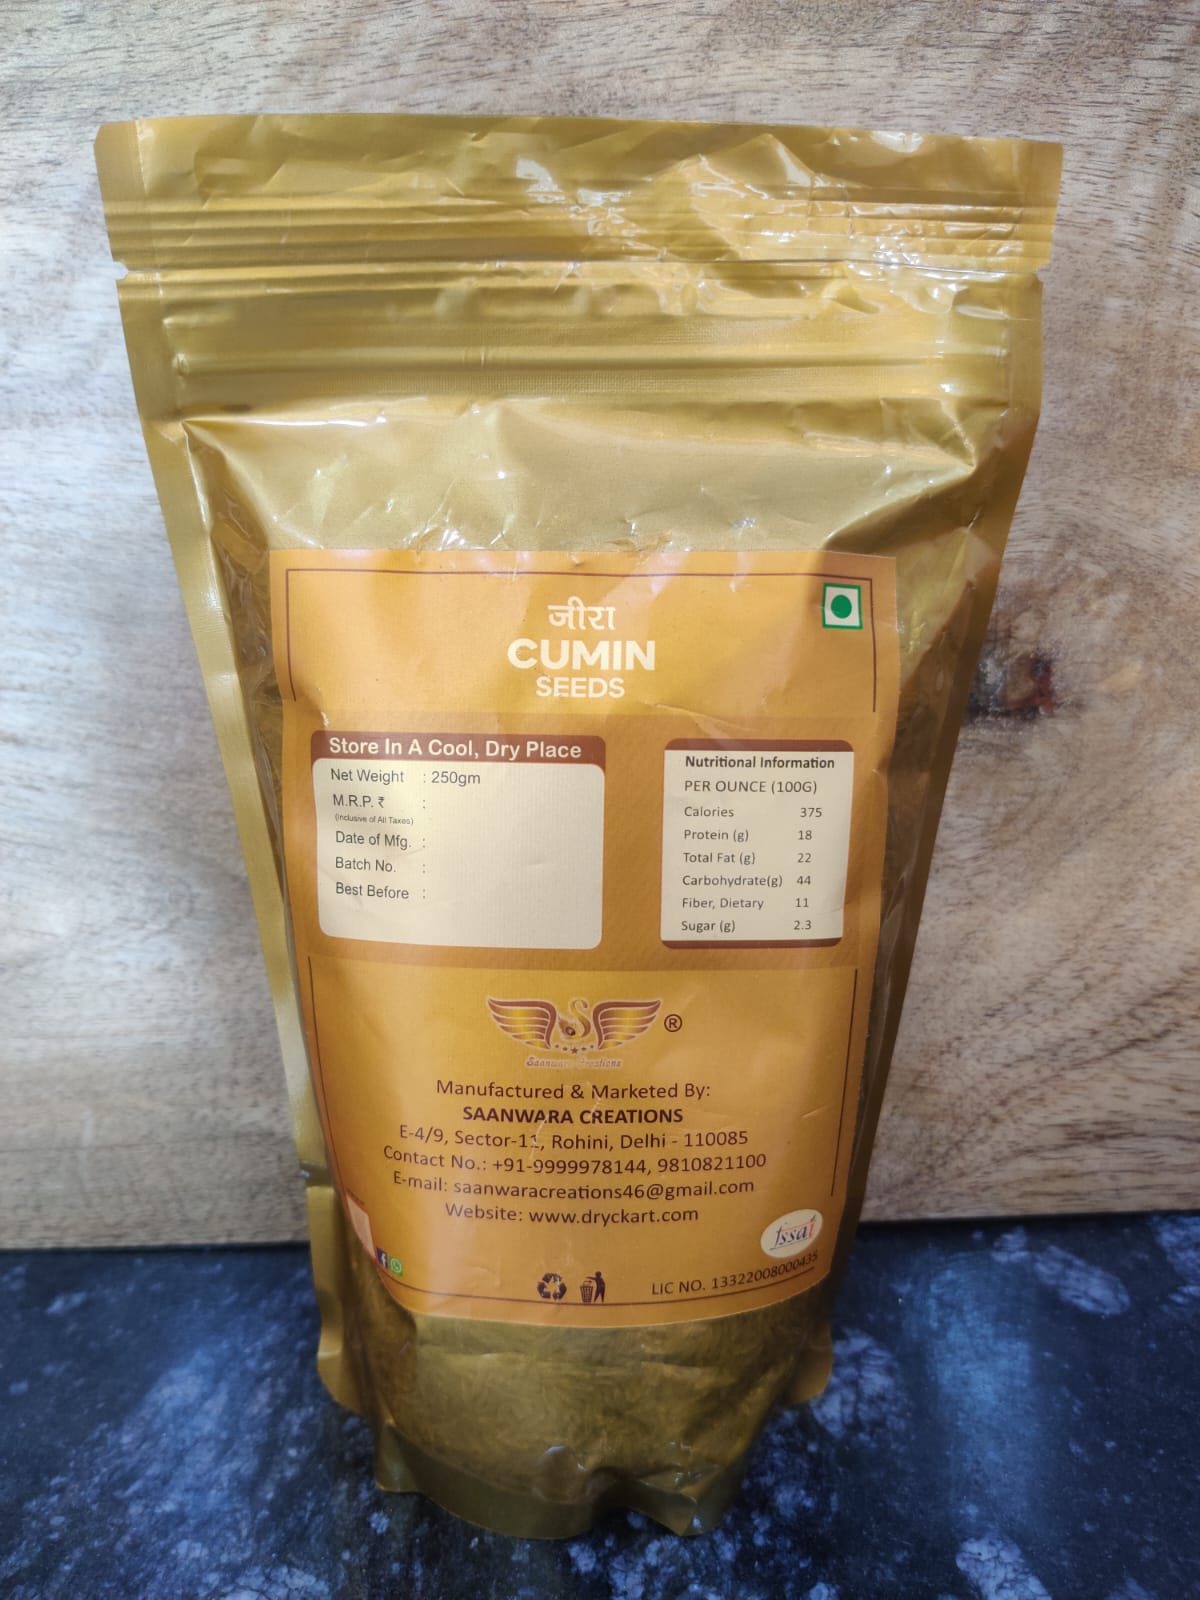 जीरा
CUMIN
SEEDS
Store In A Cool, Dry Place
Net Weight : 250gm
M.R.P. ₹ :
(Inclusive of All Taxes)
Date of Mfg. :
Batch No. :
Best Before :
Nutritional Information
PER OUNCE (100G)
Calories 375
Protein (g) 18
Total Fat (g) 22
Carbohydrate(g) 44
Fiber, Dietary 11
Sugar (g) 2.3
S
®
Saanwara Creations
Manufactured & Marketed By:
SAANWARA CREATIONS
E-4/9, Sector-11, Rohini, Delhi - 110085
Contact No.: +91-9999978144, 9810821100
E-mail: saanwaracreations46@gmail.com
Website: www.dryckart.com
fssai
LIC NO. 13322008000435